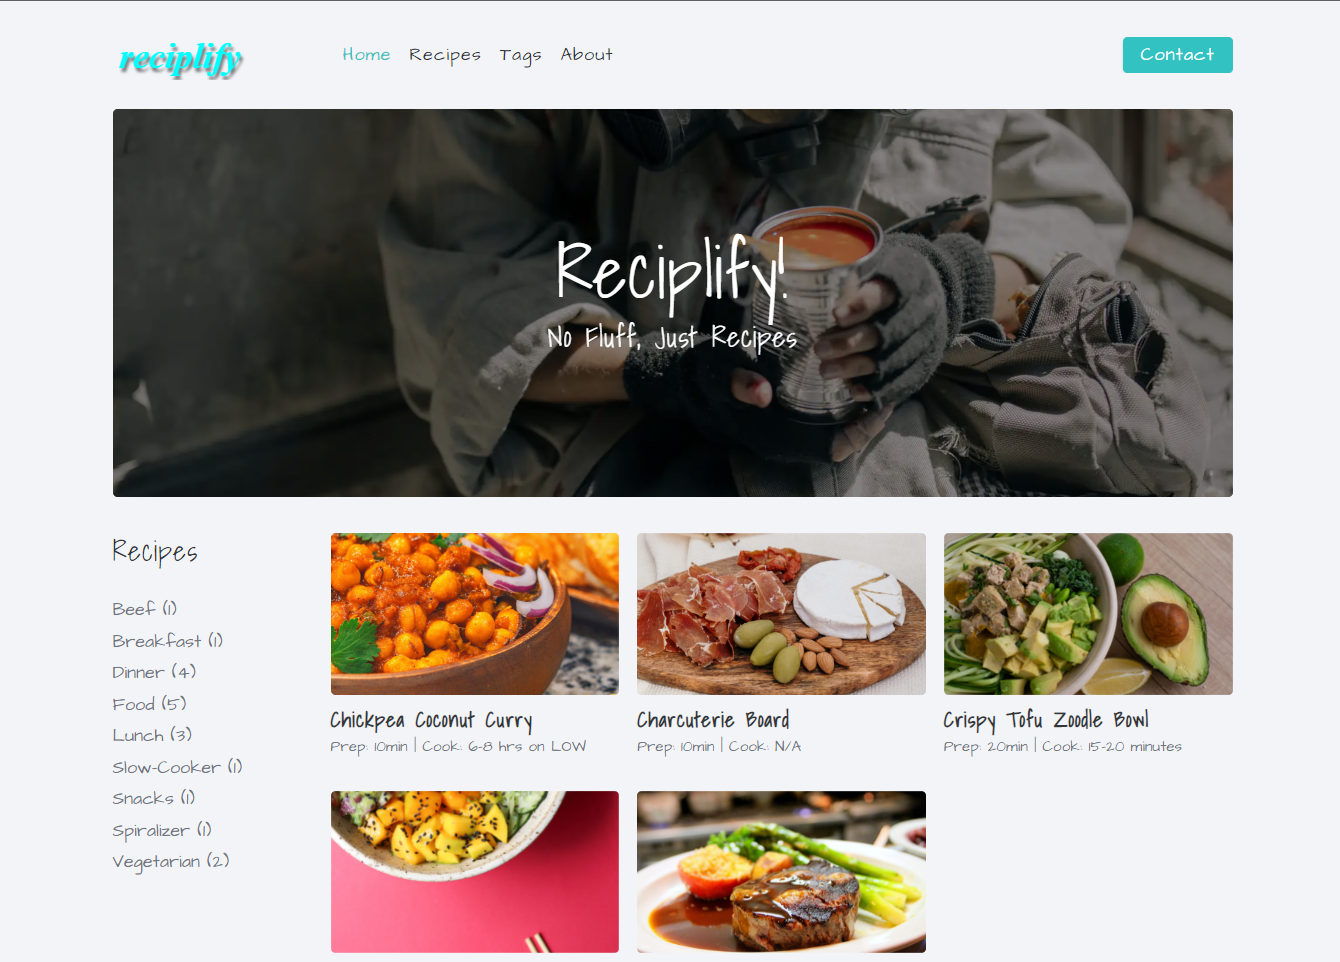 reciplify
Home Recipes Tags About
Contact
Reciplify!
No Fluff, Just Recipes
Recipes
Beef (1)
Breakfast (1)
Dinner (4)
Food (5)
Lunch (3)
Slow-Cooker (1)
Snacks (1)
Spiralizer (1)
Vegetarian (2)
Chickpea Coconut Curry
Prep: 10min | Cook: 6-8 hrs on LOW
Charcuterie Board
Prep: 10min | Cook: N/A
Crispy Tofu Zoodle Bowl
Prep: 20min | Cook: 15-20 minutes